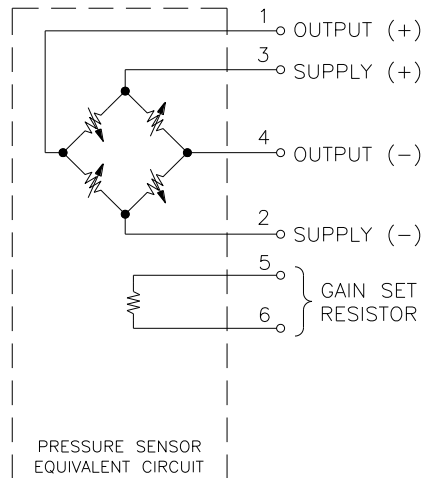 1
OUTPUT (+)
3
SUPPLY (+)
4
OUTPUT (-)
2
SUPPLY (-)
5
GAIN SET
RESISTOR
6
PRESSURE SENSOR
EQUIVALENT CIRCUIT